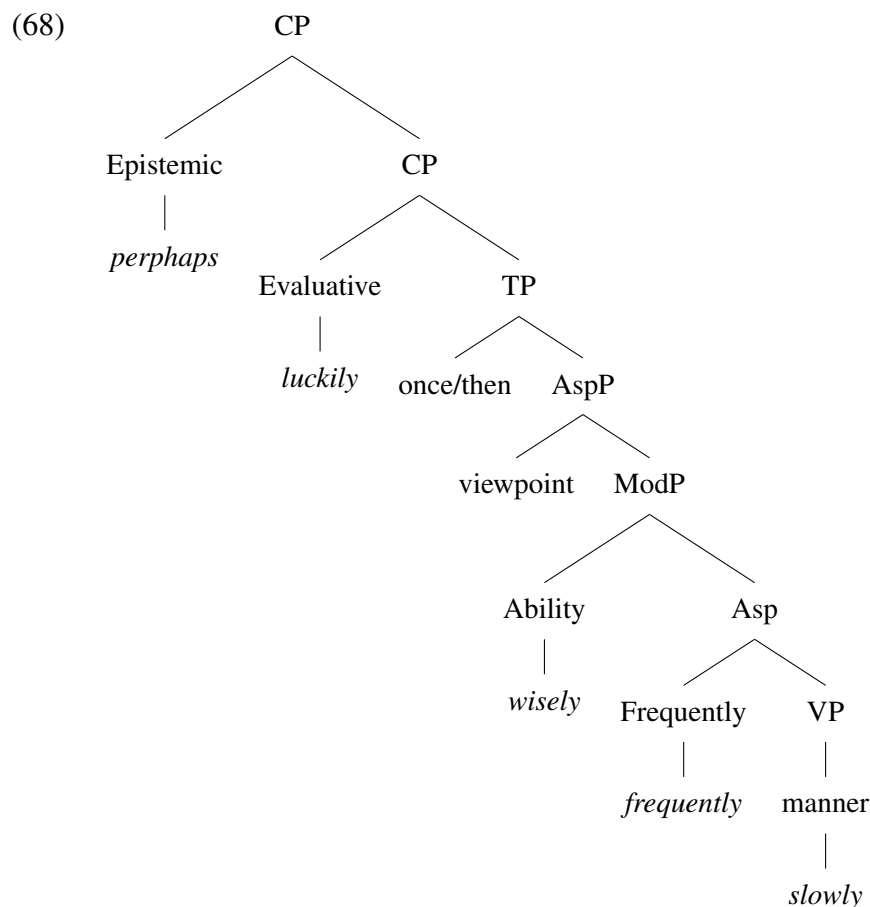 (68) CP
Epistemic CP
perphaps
Evaluative TP
luckily
once/then AspP
viewpoint ModP
Ability Asp
wisely
Frequently VP
frequently manner
slowly